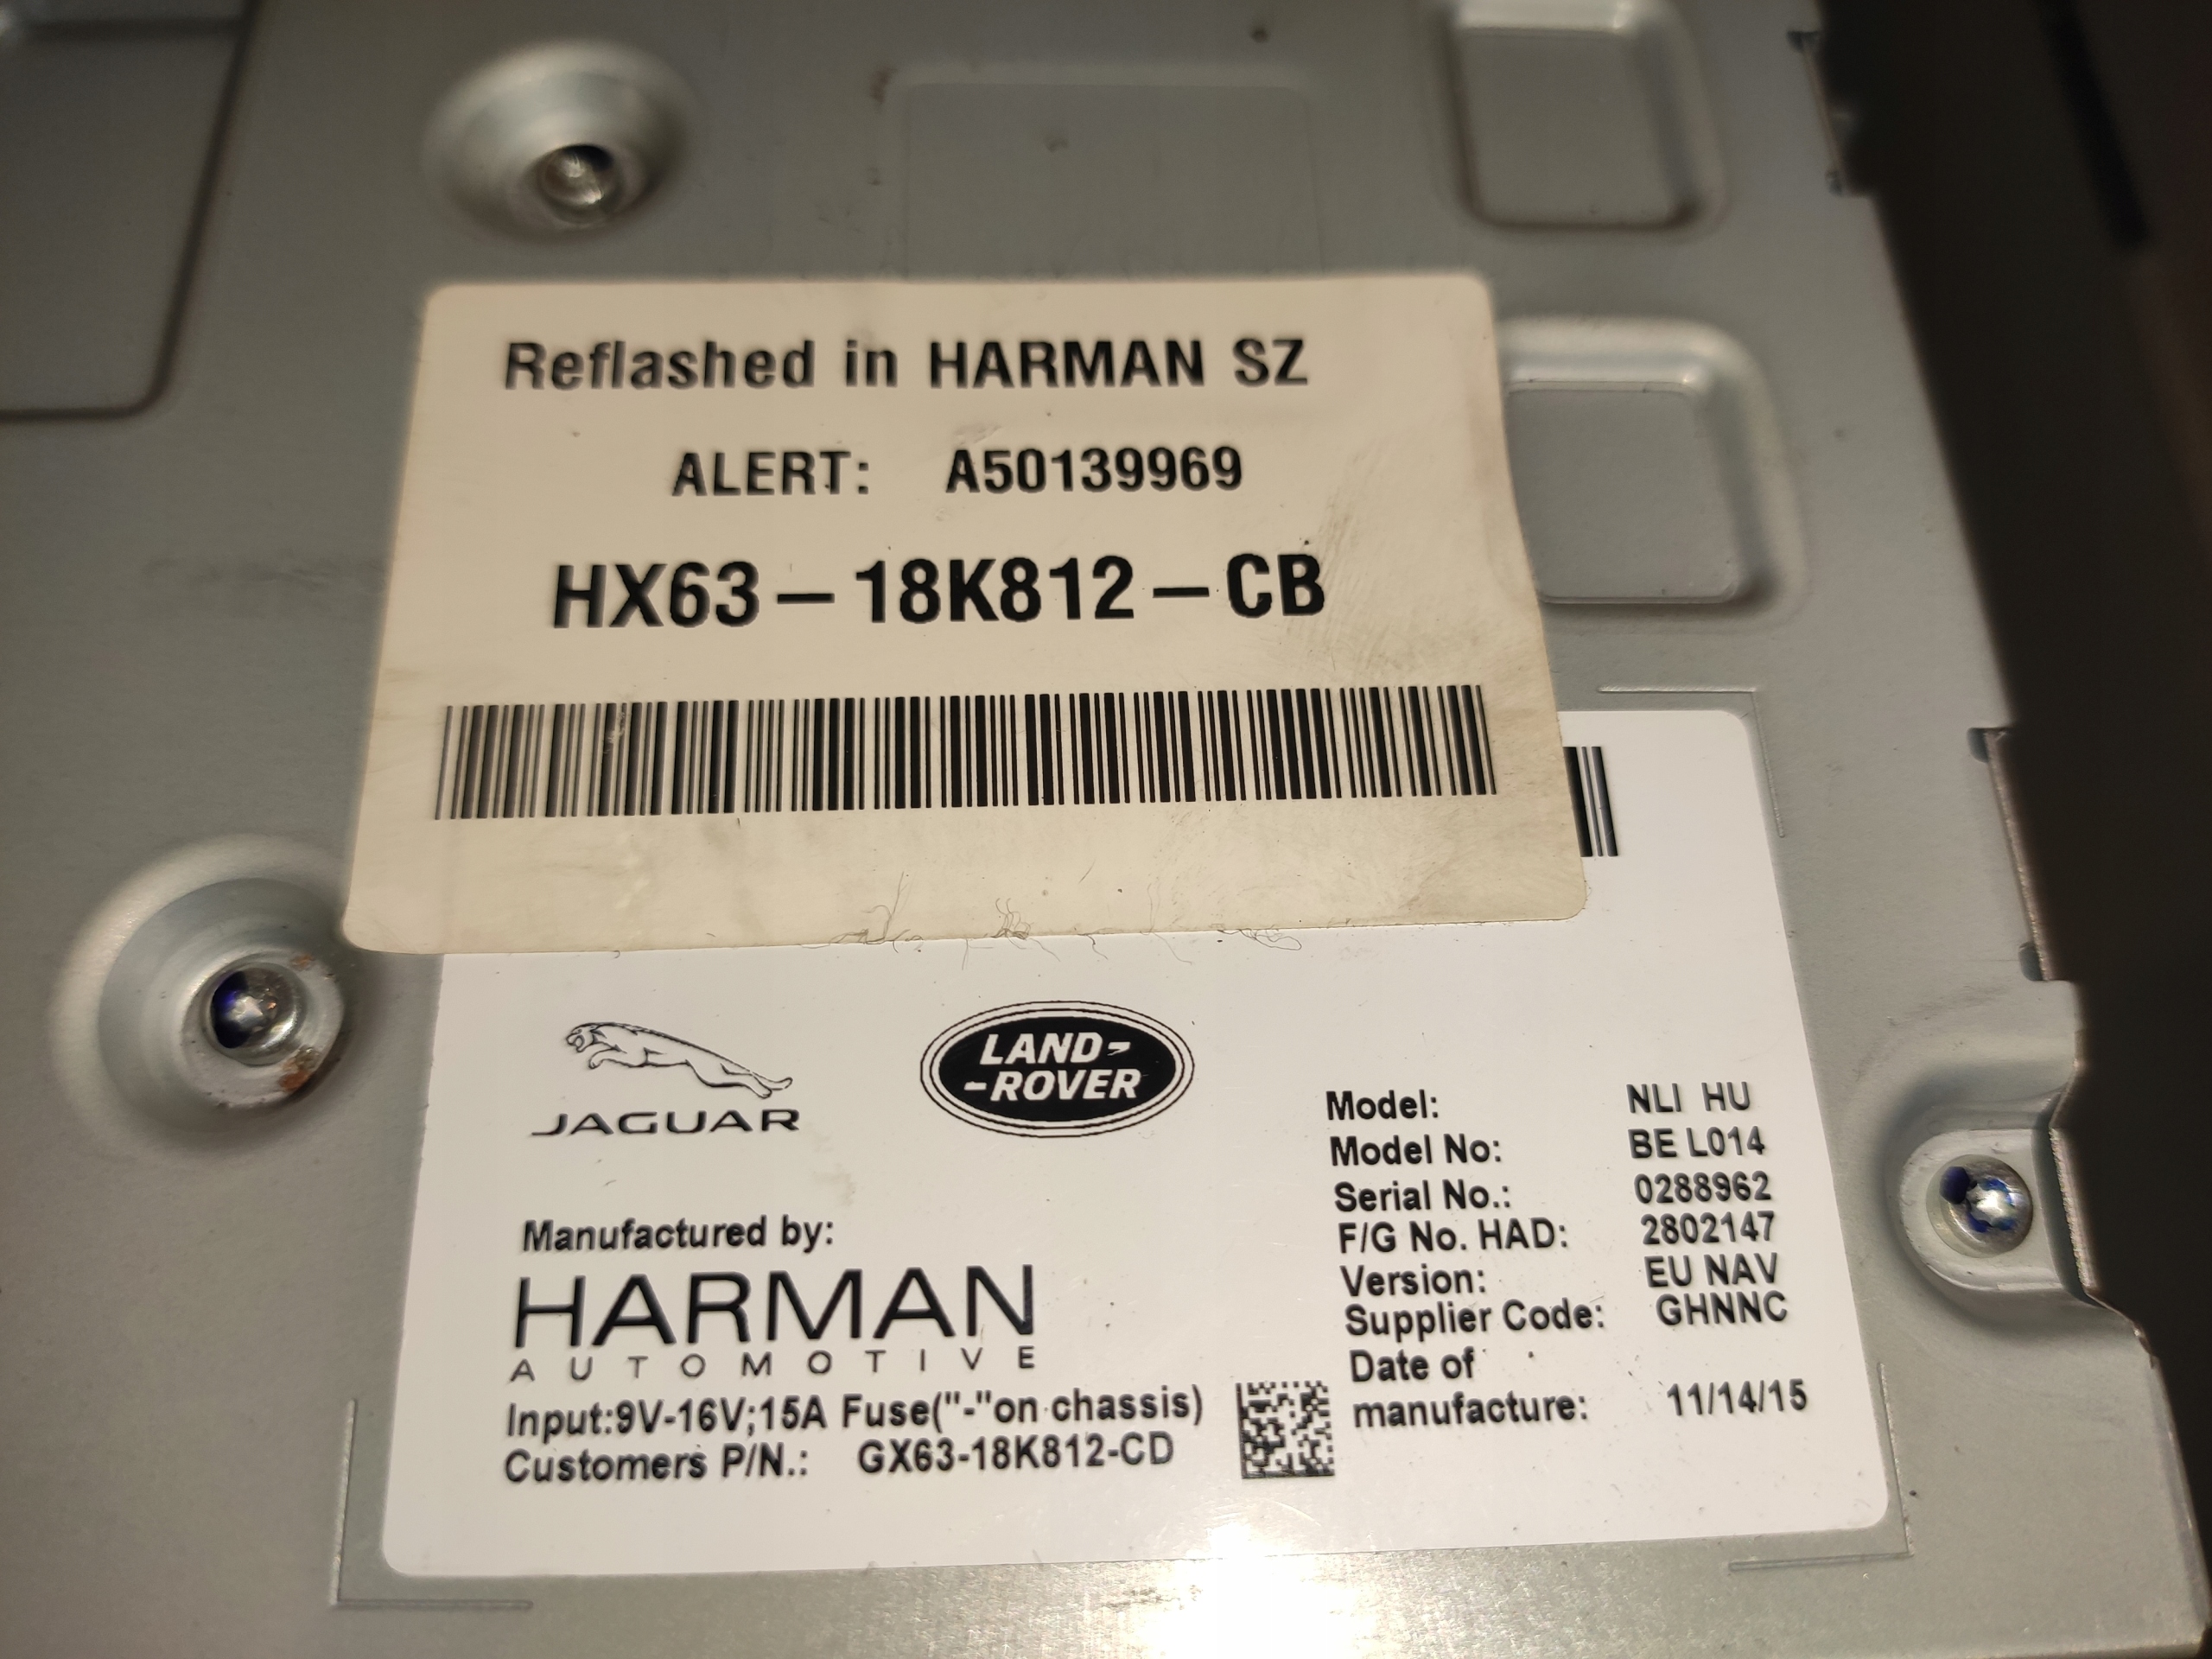 Reflashed in HARMAN SZ
ALERT: A50139969
HX63-18K812-CB
JAGUAR
LAND-
-ROVER
Manufactured by:
HARMAN
AUTOMOTIVE
Input:9V-16V;15A Fuse("-"on chassis)
Customers P/N.: GX63-18K812-CD
Model: NLI HU
Model No: BE L014
Serial No.: 0288962
F/G No. HAD: 2802147
Version: EU NAV
Supplier Code: GHNNC
Date of
manufacture: 11/14/15